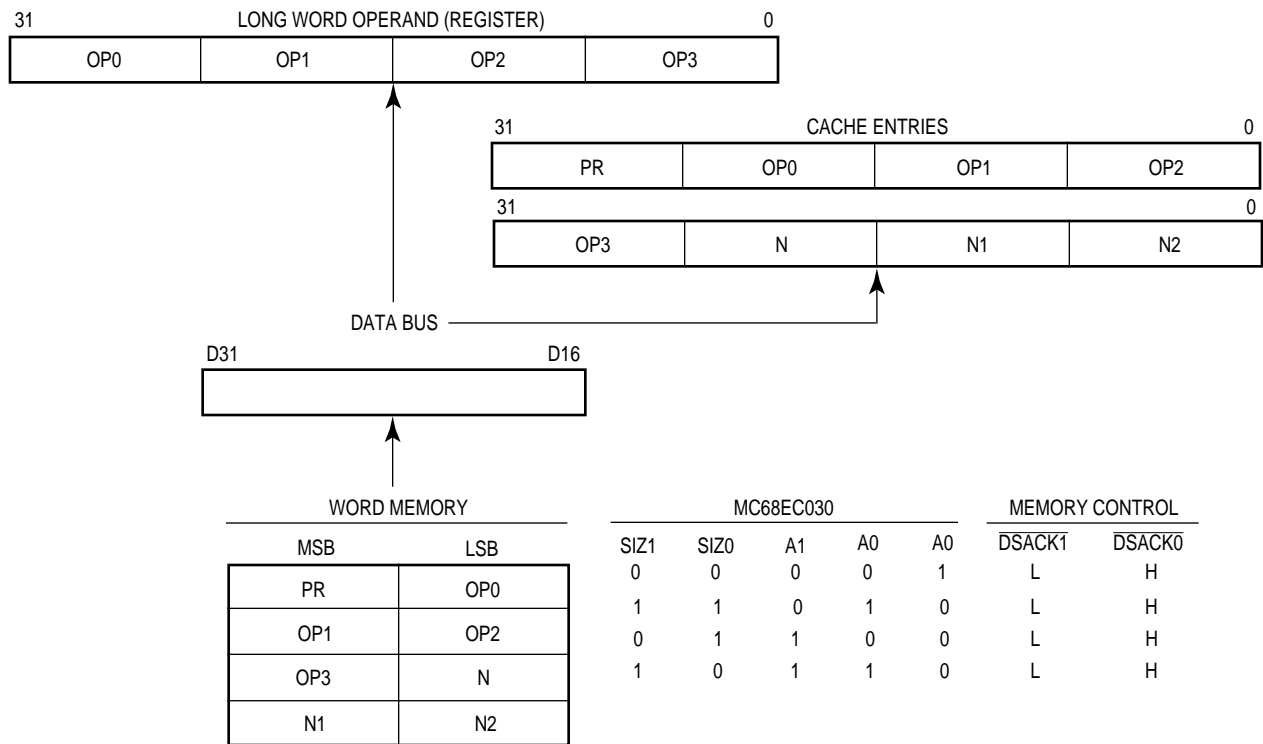 31 LONG WORD OPERAND (REGISTER) 0
OP0 OP1 OP2 OP3
31 CACHE ENTRIES 0
PR OP0 OP1 OP2
31 0
OP3 N N1 N2
DATA BUS
D31 D16
WORD MEMORY MC68EC030 MEMORY CONTROL
MSB LSB SIZ1 SIZ0 A1 A0 A0 DSACK1 DSACK0
PR OP0 0 0 0 0 1 L H
OP1 OP2 1 1 0 1 0 L H
OP3 N 0 1 1 0 0 L H
N1 N2 1 0 1 1 0 L H